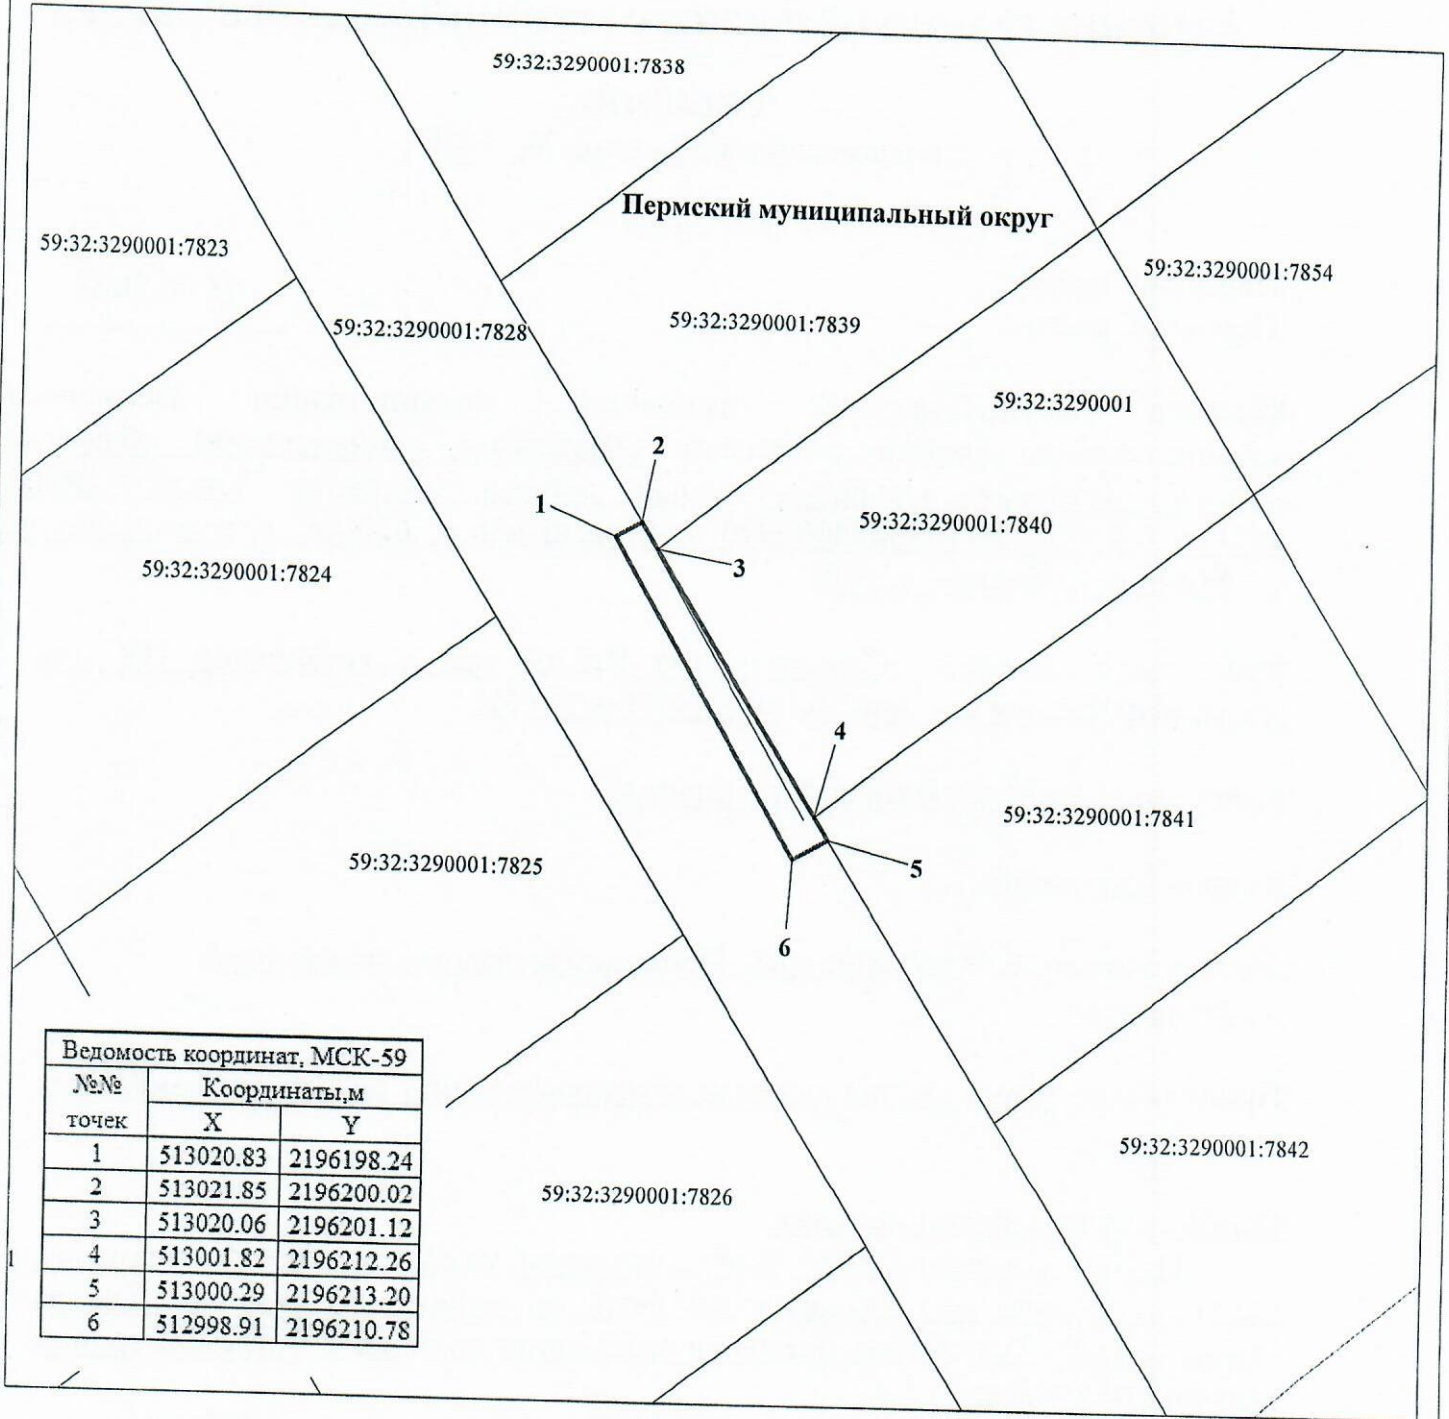 59:32:3290001:7838
Пермский муниципальный округ
59:32:3290001:7823
59:32:3290001:7854
59:32:3290001:7828
59:32:3290001:7839
59:32:3290001
2
1
59:32:3290001:7840
3
59:32:3290001:7824
4
59:32:3290001:7841
59:32:3290001:7825
5
6
Ведомость координат, МСК-59
№№ точек
Координаты,м
X Y
1 513020.83 2196198.24
2 513021.85 2196200.02
3 513020.06 2196201.12
4 513001.82 2196212.26
5 513000.29 2196213.20
6 512998.91 2196210.78
59:32:3290001:7842
59:32:3290001:7826
1